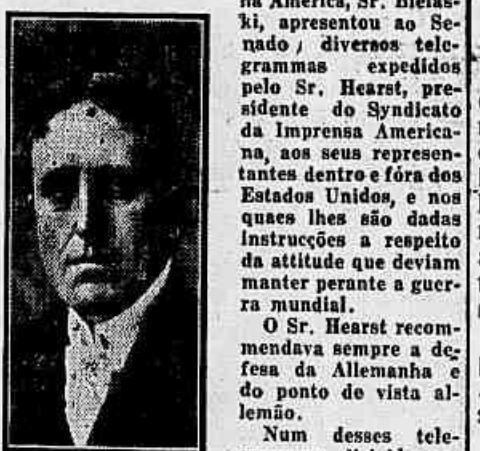 na America, Sr. Bielas-
ki, apresentou ao Se-
nado, diversos tele-
grammas expedidos
pelo Sr. Hearst, pre-
sidente do Syndicato
da Imprensa America-
na, aos seus represen-
tantes dentro e fóra dos
Estados Unidos, e nos
quaes lhes são dadas
instrucções a respeito
da attitude que deviam
manter perante a guer-
ra mundial.
O Sr. Hearst recom-
mendava sempre a de-
fesa da Allemanha e
do ponto de vista al-
lemão.
Num desses tele-